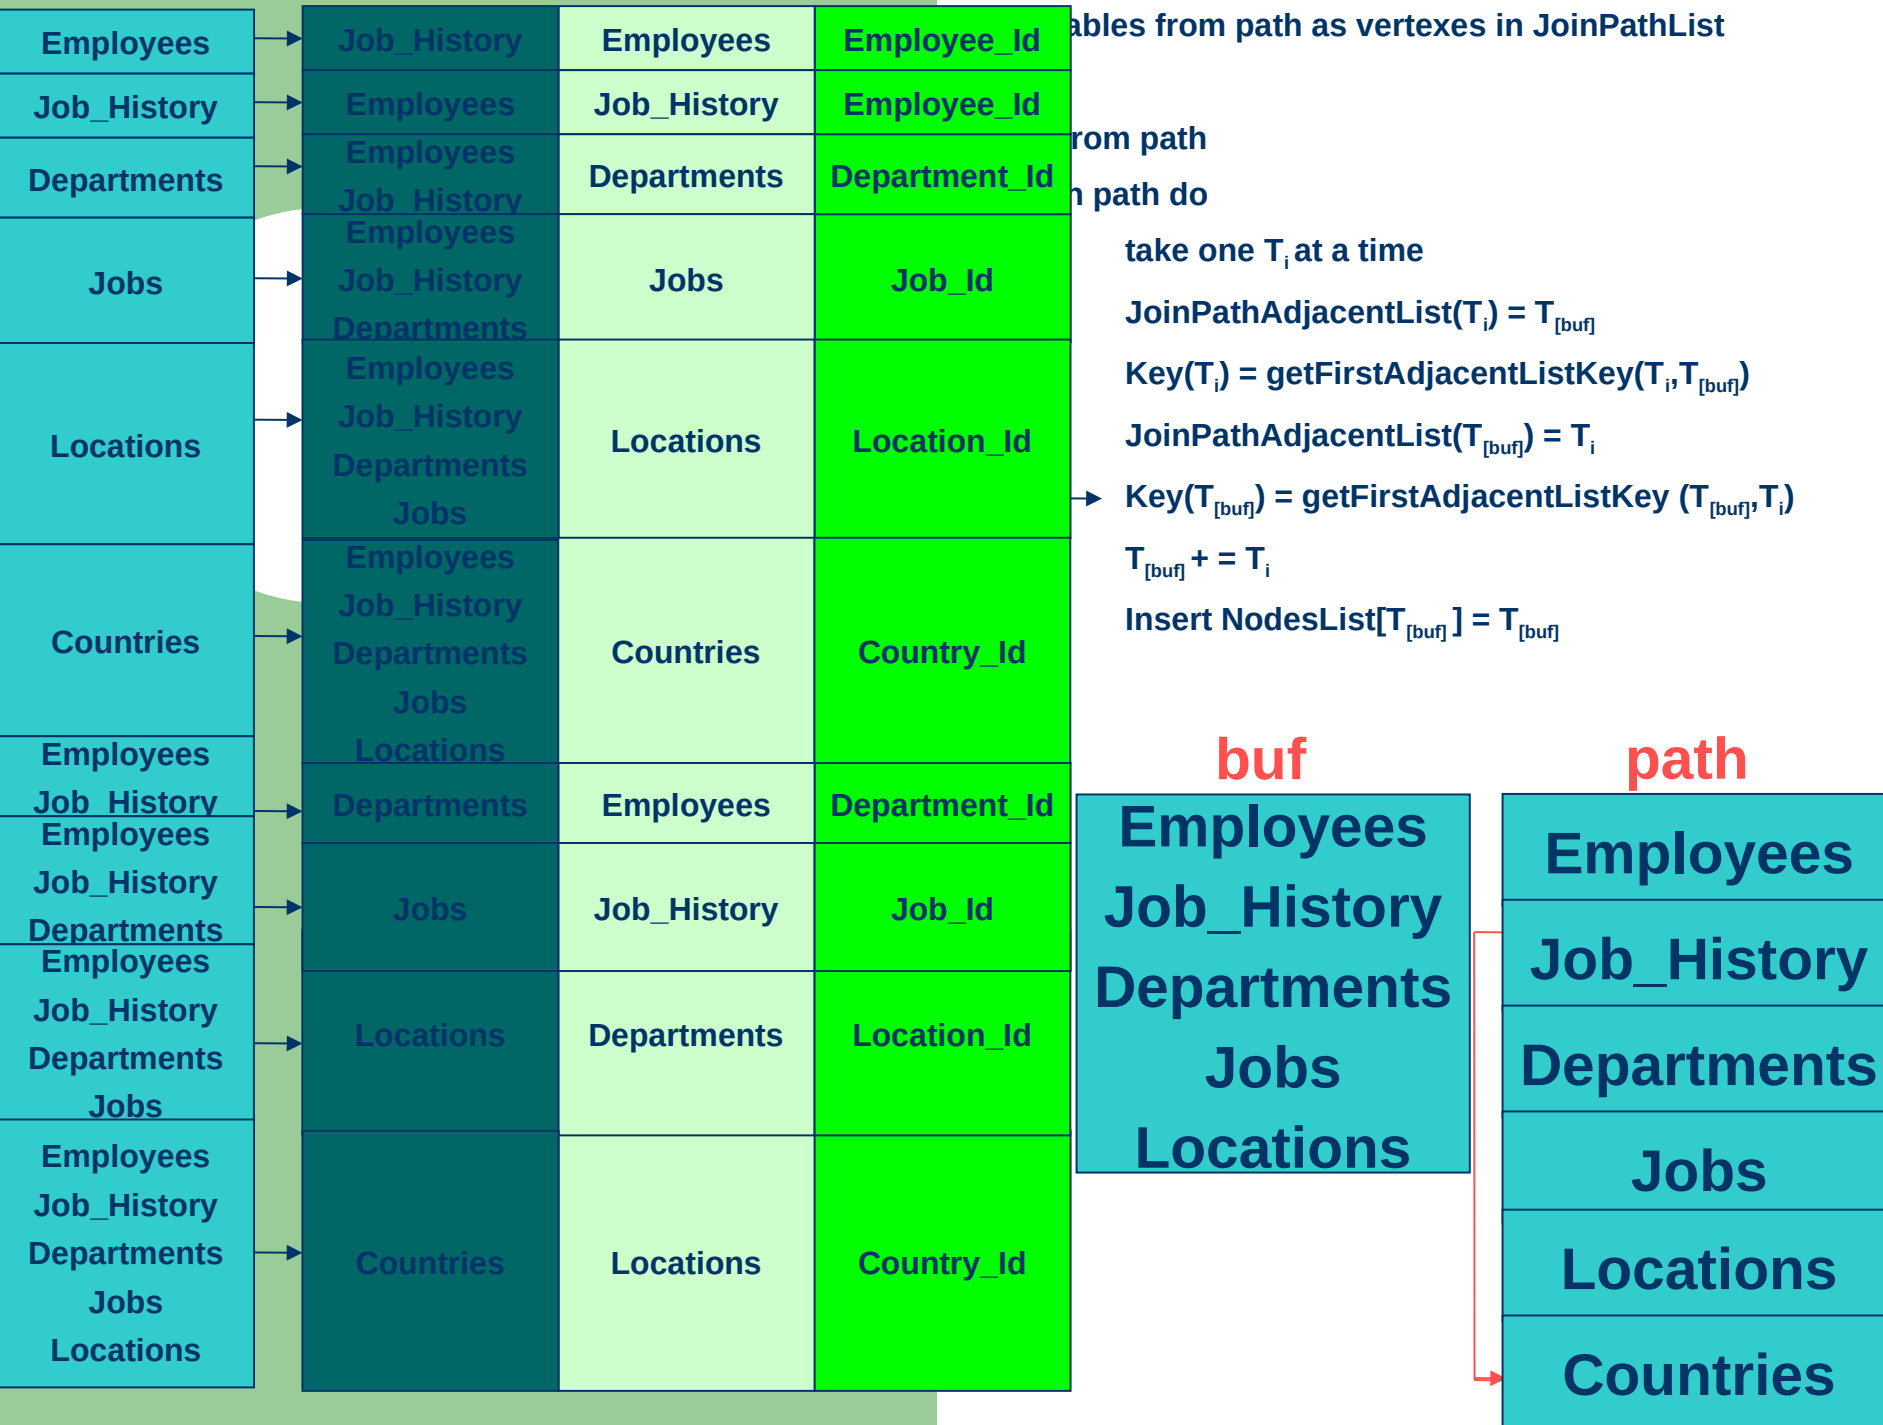 Employees
Job_History
Employees
Employee_Id
Job_History
Employees
Job_History
Employee_Id
Departments
Employees
Job_History
Departments
Department_Id
Jobs
Employees
Job_History
Departments
Jobs
Job_Id
Locations
Employees
Job_History
Departments
Jobs
Locations
Location_Id
Countries
Employees
Job_History
Departments
Jobs
Locations
Countries
Country_Id
Employees
Job_History
Departments
Employees
Department_Id
Employees
Job_History
Departments
Jobs
Job_History
Job_Id
Employees
Job_History
Departments
Jobs
Locations
Departments
Location_Id
Employees
Job_History
Departments
Jobs
Locations
Countries
Locations
Country_Id
from path as vertexes in JoinPathList
path
path do
take one Ti at a time
JoinPathAdjacentList(Ti) = T[buf]
Key(Ti) = getFirstAdjacentListKey(Ti,T[buf])
JoinPathAdjacentList(T[buf]) = Ti
Key(T[buf]) = getFirstAdjacentListKey (T[buf],Ti)
T[buf] + = Ti
Insert NodesList[T[buf] ] = T[buf]
buf
Employees
Job_History
Departments
Jobs
Locations
path
Employees
Job_History
Departments
Jobs
Locations
Countries